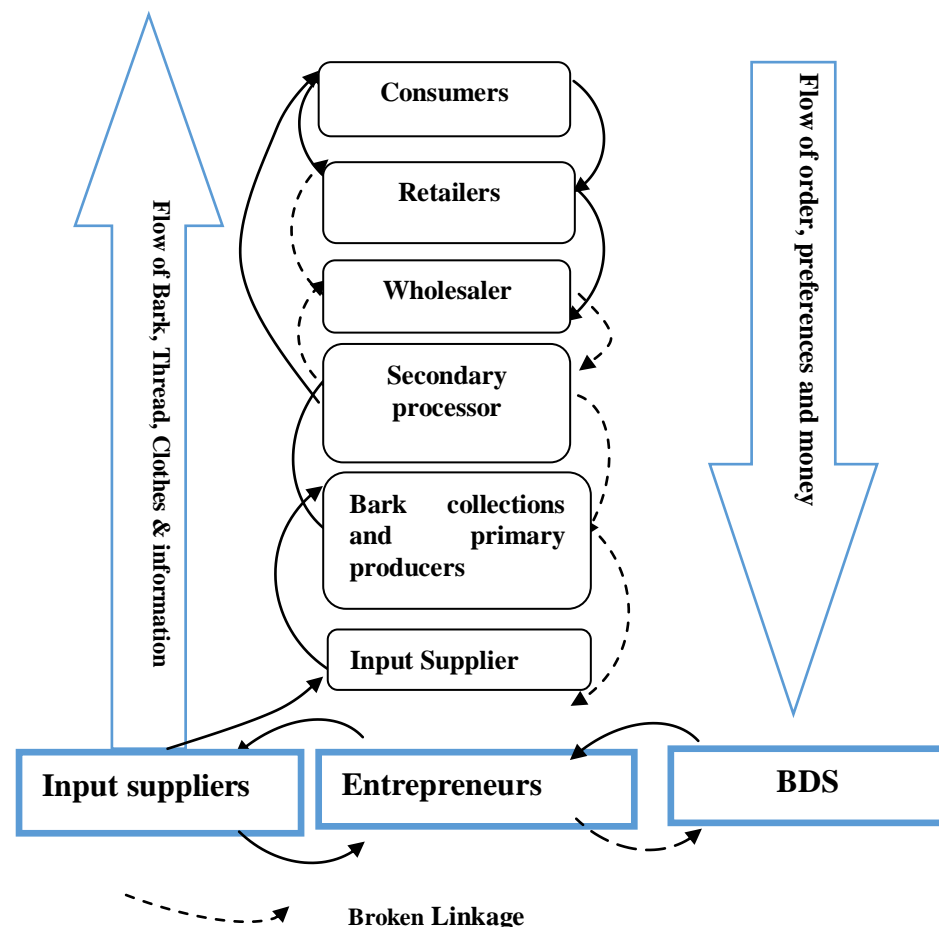 Consumers
Retailers
Wholesaler
Secondary
processor
Bark collections
and primary
producers
Input Supplier
Flow of Bark, Thread, Clothes & information
Flow of order, preferences and money
Input suppliers
Entrepreneurs
BDS
Broken Linkage